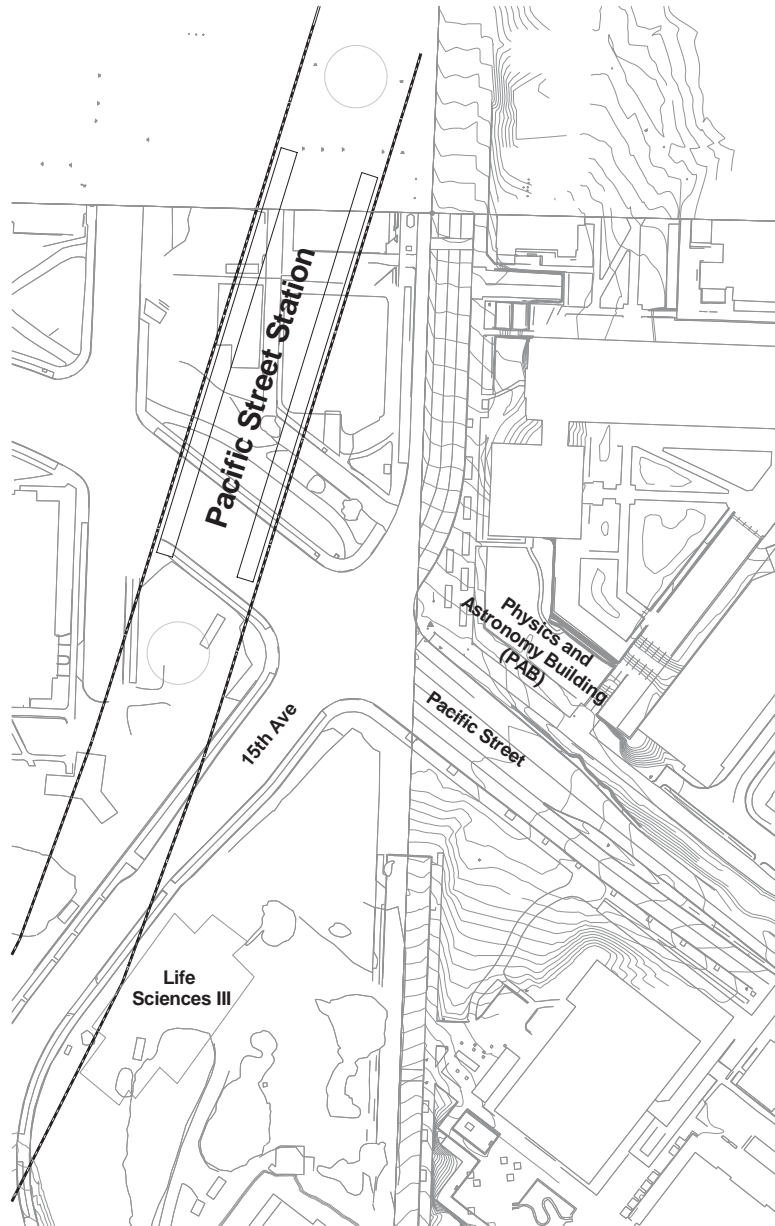 Pacific Street Station
Physics and
Astronomy Building
(PAB)
Pacific Street
15th Ave
Life
Sciences III